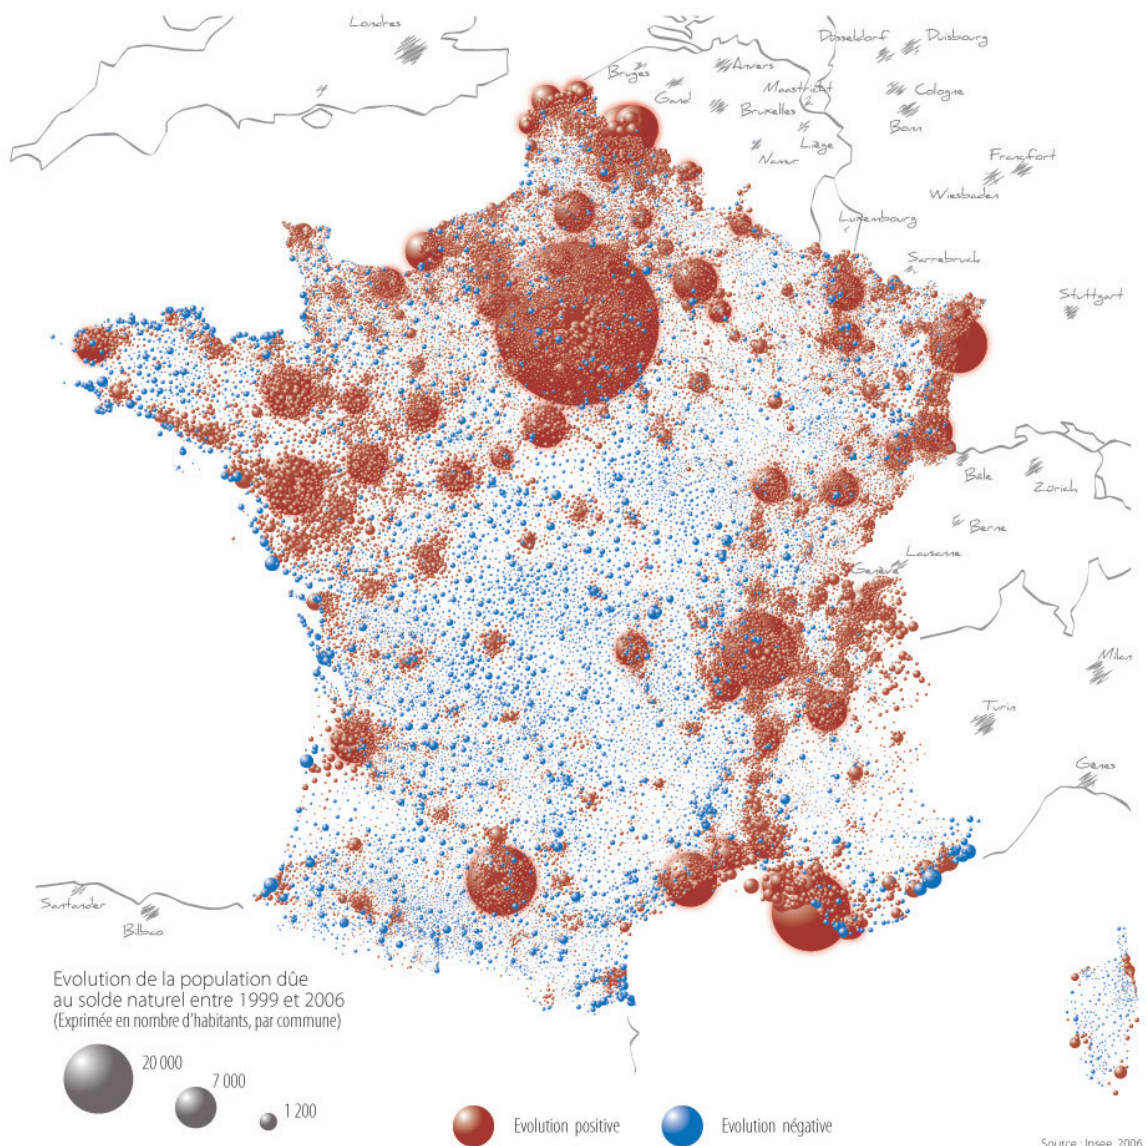 Londres
Dusseldorf
Duisbourg
Bruges
Anvers
Gand
Maastricht
Cologne
Bruxelles
Bonn
Liège
Namur
Francfort
Wiesbaden
Luxembourg
Sarrebruck
Stuttgart
Bâle
Zürich
Berne
Lausanne
Genève
Milan
Turin
Gênes
Santander
Bilbao
Evolution de la population dûe
au solde naturel entre 1999 et 2006
(Exprimée en nombre d'habitants, par commune)
20 000
7 000
1 200
Evolution positive
Evolution négative
Source : Insee, 2006